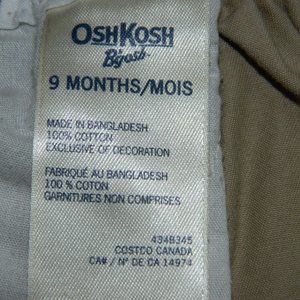 OSHKOSH
B'gosh
9 MONTHS/MOIS
MADE IN BANGLADESH
100% COTTON
EXCLUSIVE OF DECORATION
FABRIQUÉ AU BANGLADESH
100 % COTON
GARNITURES NON COMPRISES
434B345
COSTCO CANADA
CA# / Nº DE CA 14974